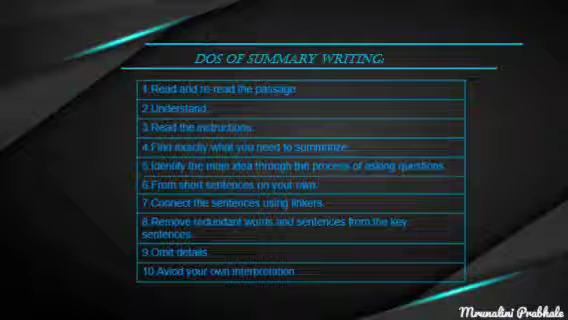 DOS OF SUMMARY WRITING:
1.Read and re-read the passage
2.Understand.
3.Read the instructions.
4.Find exactly what you need to summarize.
5.Identify the main idea through the process of asking questions.
6.From short sentences on your own.
7.Connect the sentences using linkers.
8.Remove redundant words and sentences from the key
sentences.
9.Omit details
10.Aviod your own interpretation
Mrunalini Prabhale